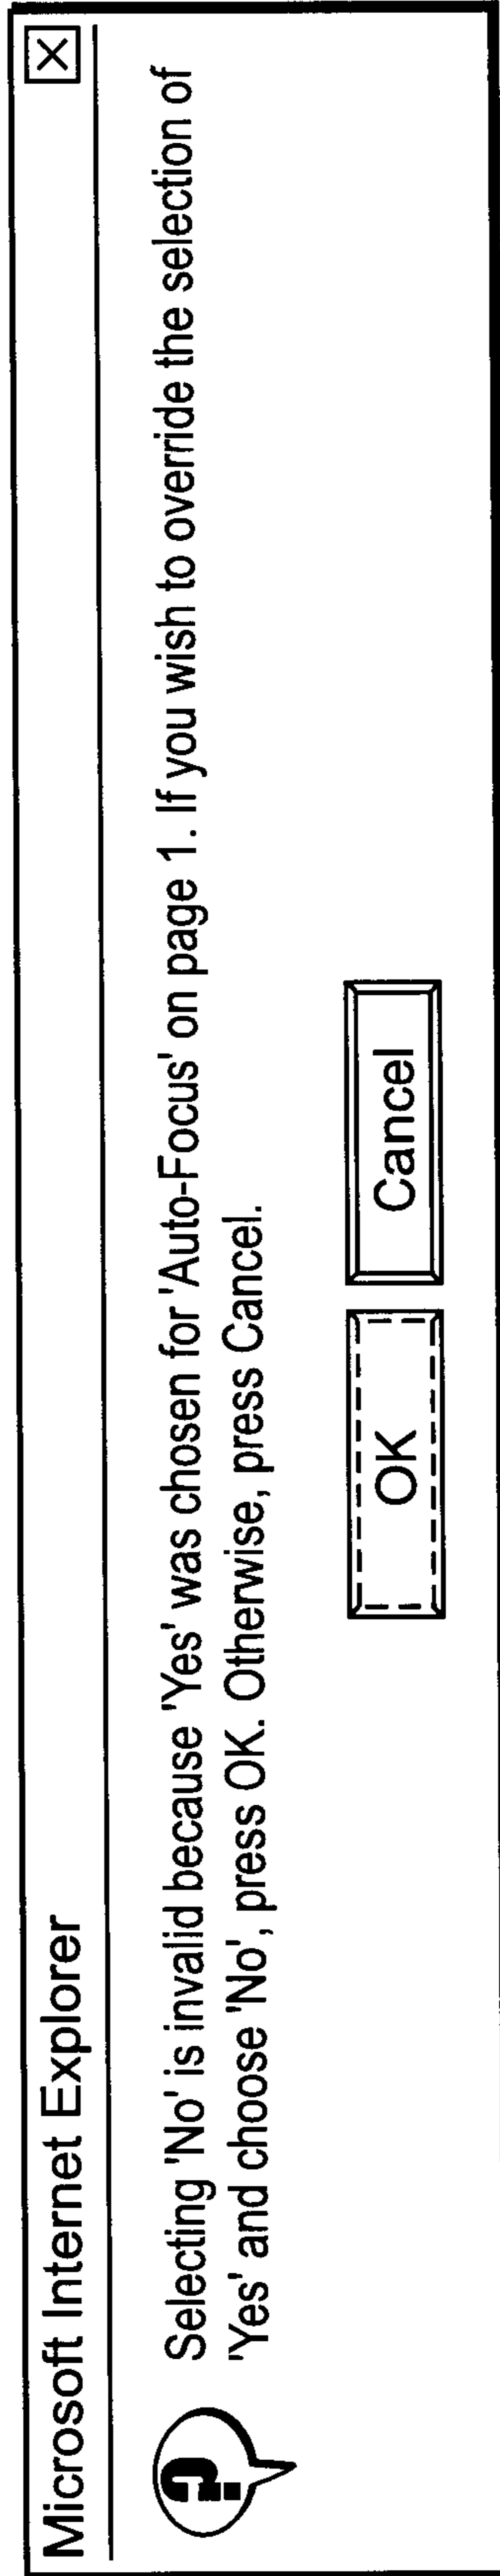 Microsoft Internet Explorer
Selecting 'No' is invalid because 'Yes' was chosen for 'Auto-Focus' on page 1. If you wish to override the selection of
'Yes' and choose 'No', press OK. Otherwise, press Cancel.
OK
Cancel